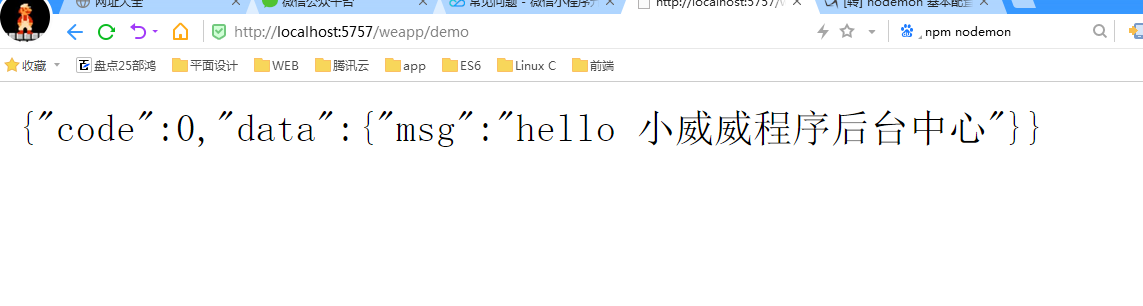 网址大全
微信公众平台
常见问题 - 微信小程序
http://localhost:5757/
[转] nodemon 基本配置
http://localhost:5757/weapp/demo
npm nodemon
收藏 盘点25部鸿 平面设计 WEB 腾讯云 app ES6 Linux C 前端
{"code":0,"data":{"msg":"hello 小威威程序后台中心"}}